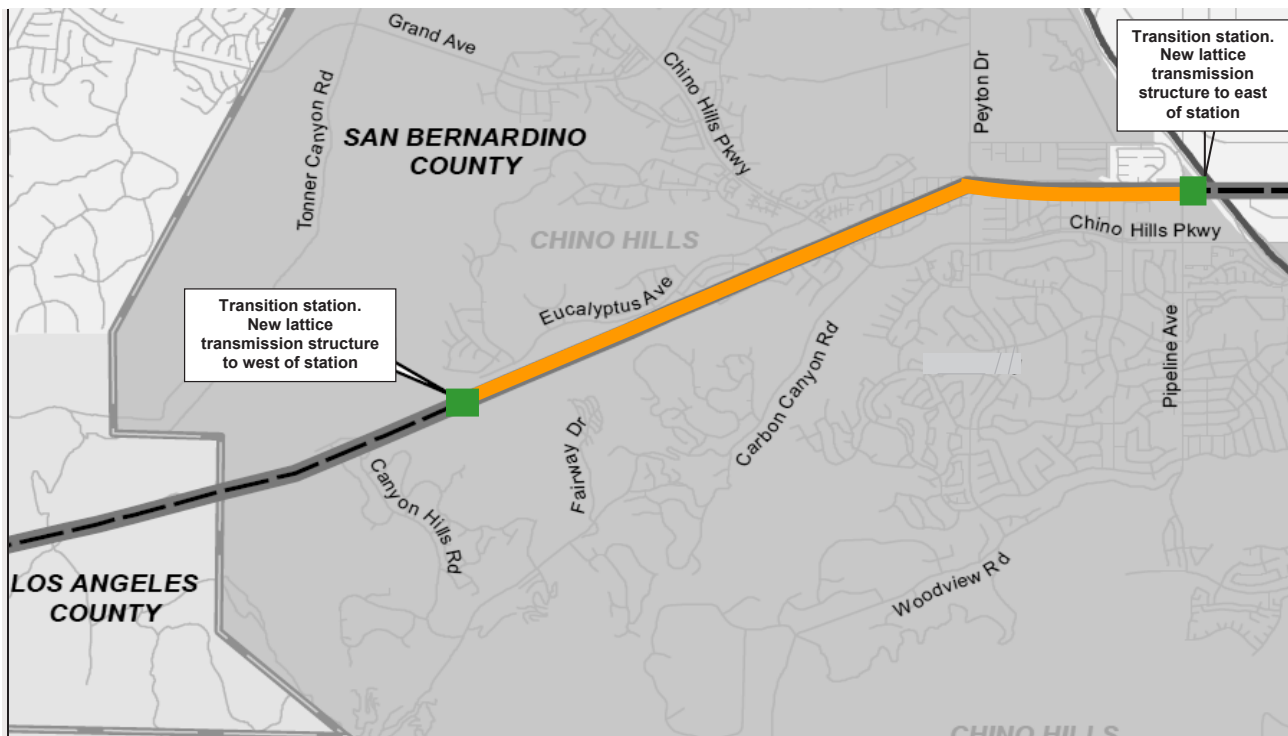 Grand Ave
Tonner Canyon Rd
SAN BERNARDINO
COUNTY
Chino Hills Pkwy
Peyton Dr
Transition station.
New lattice
transmission
structure to east
of station
CHINO HILLS
Chino Hills Pkwy
Eucalyptus Ave
Transition station.
New lattice
transmission structure
to west of station
Carbon Canyon Rd
Pipeline Ave
Fairway Dr
Canyon Hills Rd
LOS ANGELES
COUNTY
Woodview Rd
CHINO HILLS